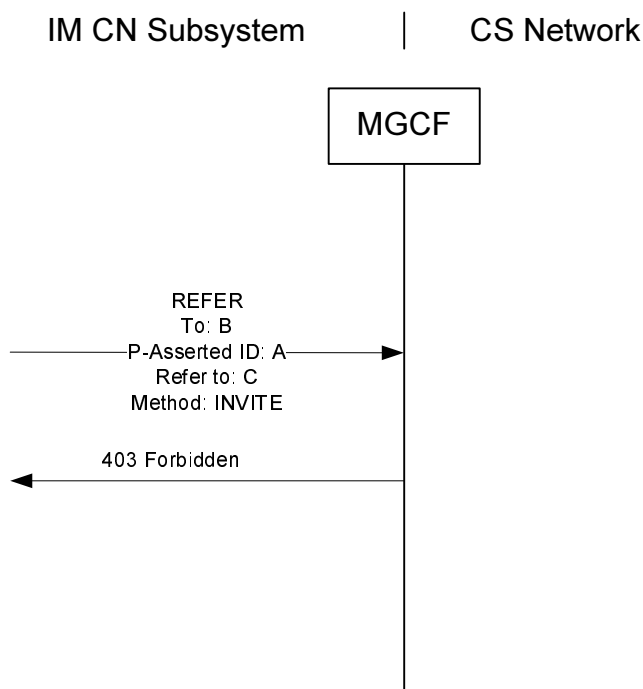 IM CN Subsystem | CS Network
MGCF
REFER
To: B
P-Asserted ID: A
Refer to: C
Method: INVITE
403 Forbidden